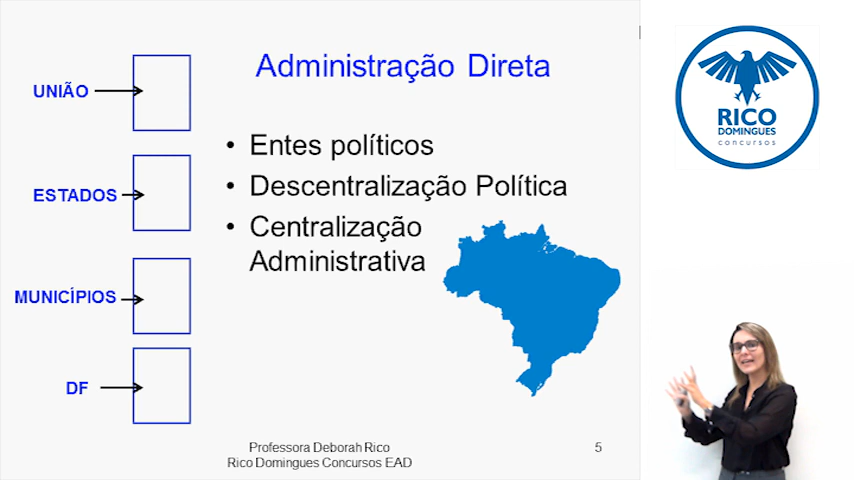 Administração Direta
UNIÃO
ESTADOS
MUNICÍPIOS
DF
• Entes políticos
• Descentralização Política
• Centralização
Administrativa
Professora Deborah Rico
Rico Domingues Concursos EAD
5
RICO
DOMINGUES
concursos